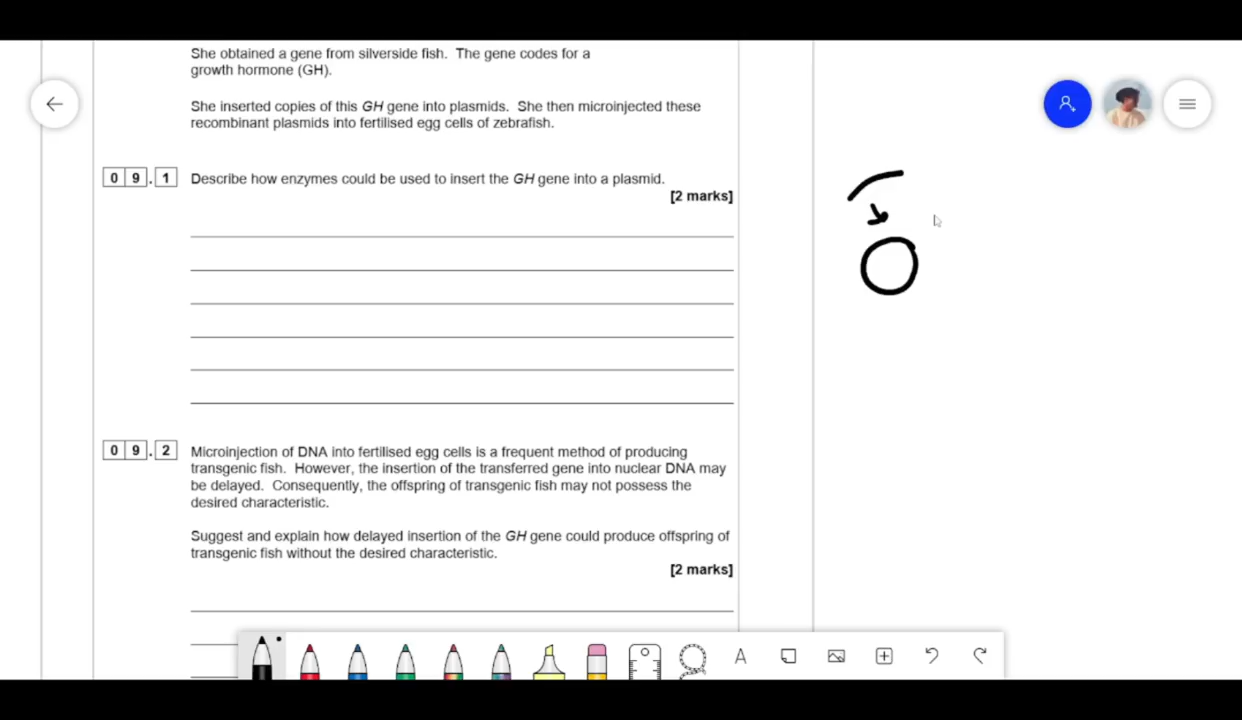 She obtained a gene from silverside fish. The gene codes for a
growth hormone (GH).
She inserted copies of this GH gene into plasmids. She then microinjected these
recombinant plasmids into fertilised egg cells of zebrafish.
0 9 . 1 Describe how enzymes could be used to insert the GH gene into a plasmid.
[2 marks]
0 9 . 2 Microinjection of DNA into fertilised egg cells is a frequent method of producing
transgenic fish. However, the insertion of the transferred gene into nuclear DNA may
be delayed. Consequently, the offspring of transgenic fish may not possess the
desired characteristic.
Suggest and explain how delayed insertion of the GH gene could produce offspring of
transgenic fish without the desired characteristic.
[2 marks]
A